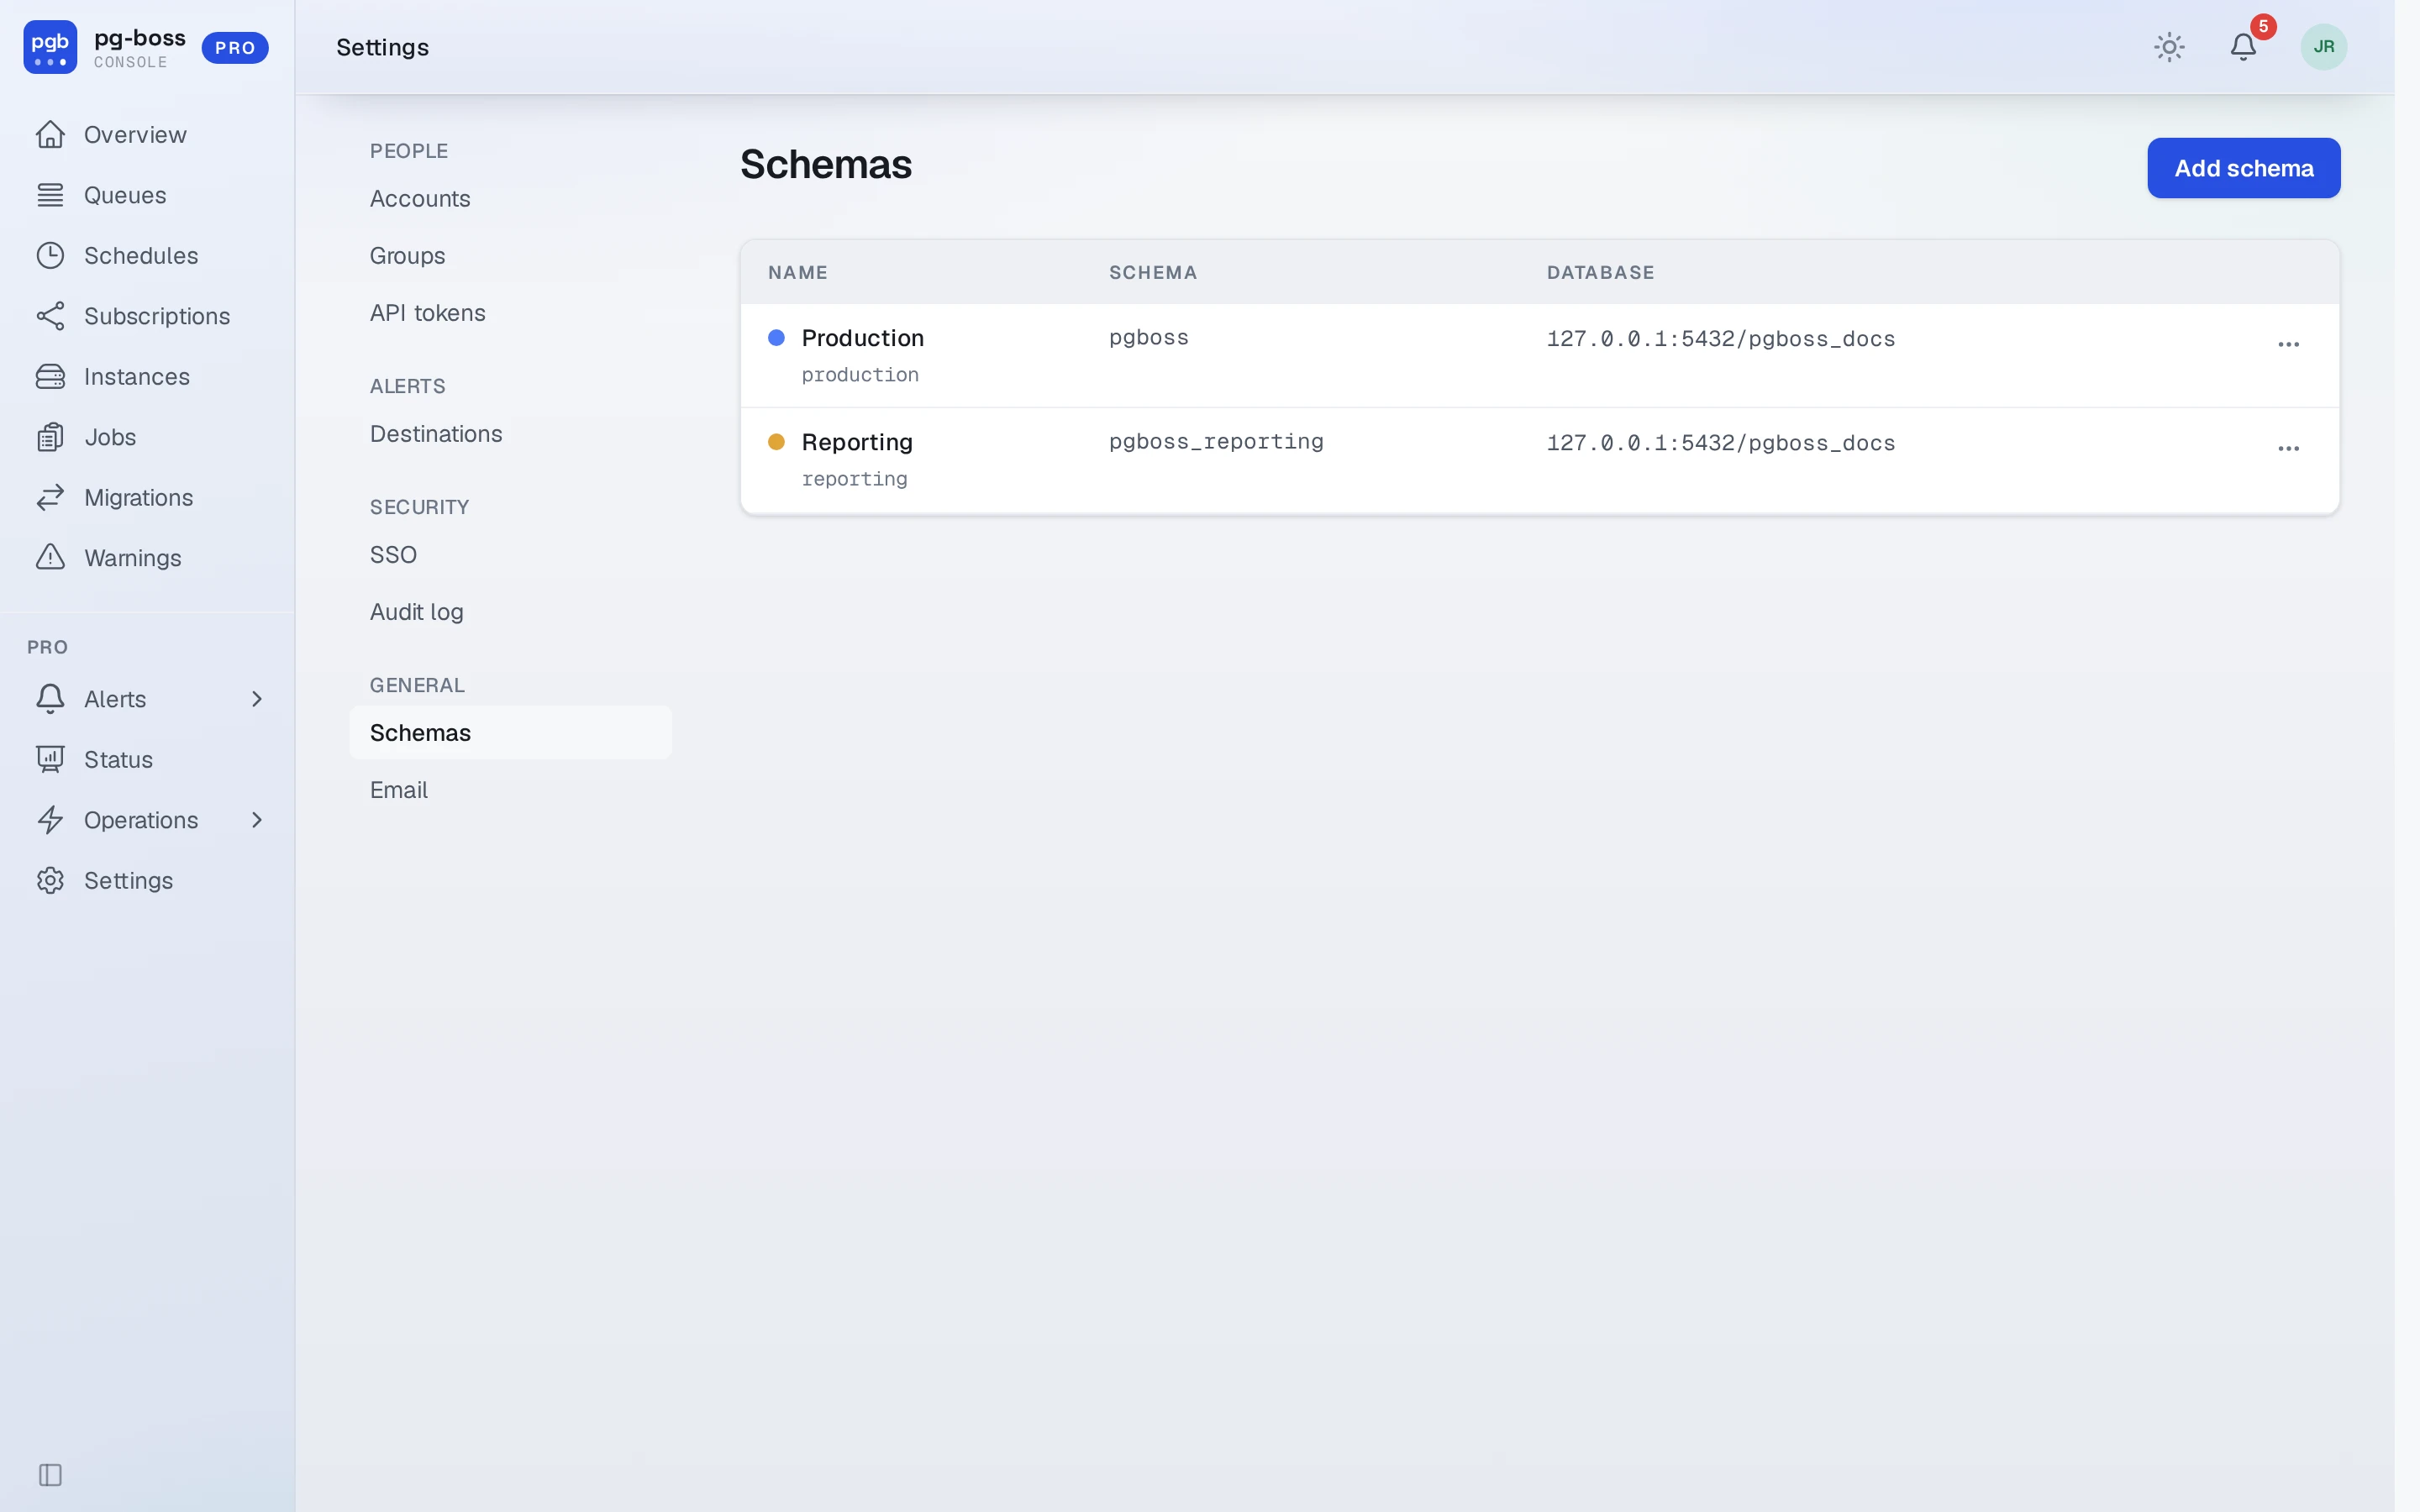 pgb
pg-boss
CONSOLE
PRO
Settings
5
JR
Overview
Queues
Schedules
Subscriptions
Instances
Jobs
Migrations
Warnings
PRO
Alerts
Status
Operations
Settings
PEOPLE
Accounts
Groups
API tokens
ALERTS
Destinations
SECURITY
SSO
Audit log
GENERAL
Schemas
Email
Schemas
Add schema
NAME SCHEMA DATABASE
Production pgboss 127.0.0.1:5432/pgboss_docs
production
Reporting pgboss_reporting 127.0.0.1:5432/pgboss_docs
reporting